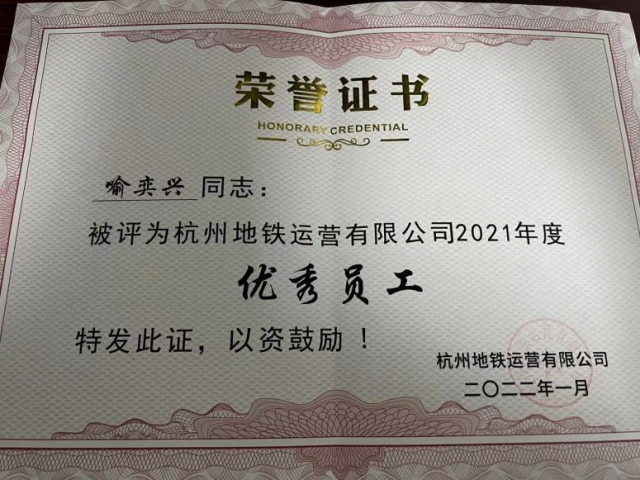 荣誉证书
HONORARY CREDENTIAL
喻奕兴同志：
被评为杭州地铁运营有限公司2021年度
优秀员工
特发此证，以资鼓励！
杭州地铁运营有限公司
二〇二二年一月